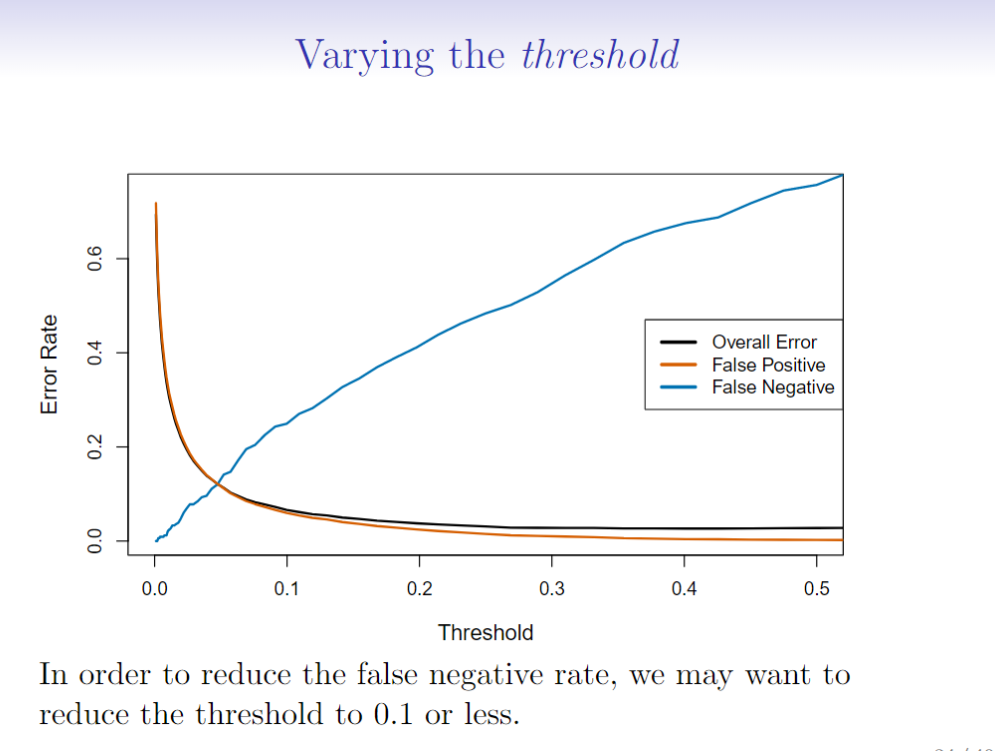 Varying the threshold
Error Rate
0.0
0.2
0.4
0.6
Overall Error
False Positive
False Negative
0.0 0.1 0.2 0.3 0.4 0.5
Threshold
In order to reduce the false negative rate, we may want to
reduce the threshold to 0.1 or less.